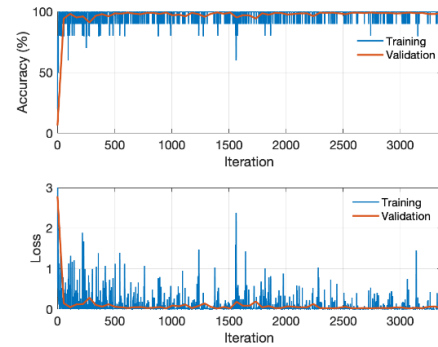 100
50
0
Accuracy (%)
Training
Validation
0 500 1000 1500 2000 2500 3000
Iteration
3
2
1
0
Loss
Training
Validation
0 500 1000 1500 2000 2500 3000
Iteration